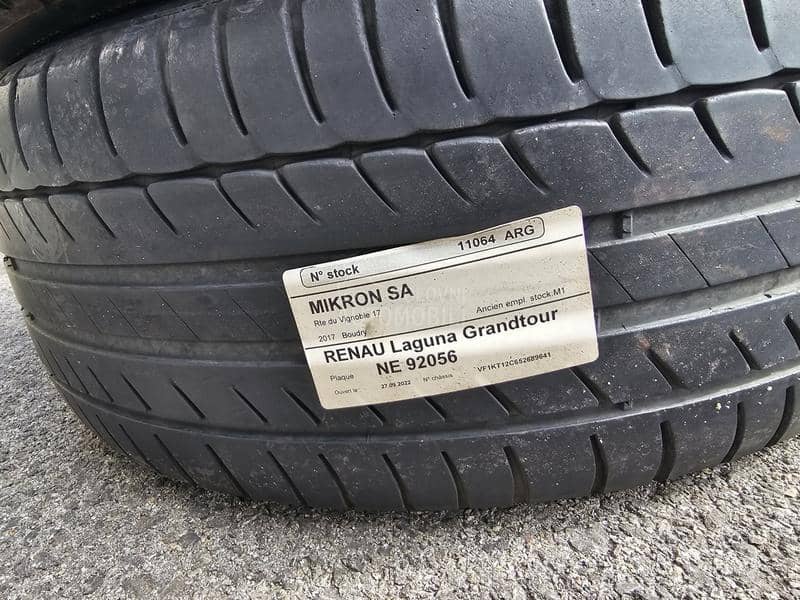 N° stock 11064 ARG
MIKRON SA
Rte du Vignoble 17
2017 Boudry Ancien empl. stock M1
RENAU Laguna Grandtour
Plaque NE 92056
Ouvert le : 27.09.2022 N° châssis VF1KT12C652689641